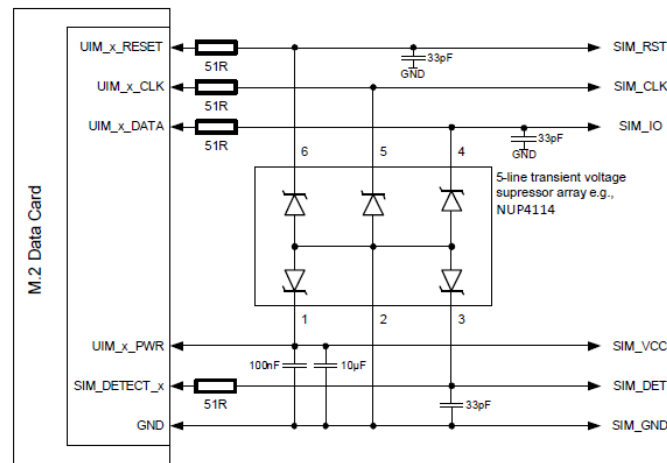 UIM_x_RESET
51R
33pF
GND
SIM_RST
UIM_x_CLK
51R
SIM_CLK
UIM_x_DATA
51R
33pF
GND
SIM_IO
6
5
4
5-line transient voltage
supressor array e.g.,
NUP4114
M.2 Data Card
1
2
3
UIM_x_PWR
SIM_VCC
100nF
10µF
SIM_DETECT_x
51R
SIM_DET
33pF
GND
SIM_GND